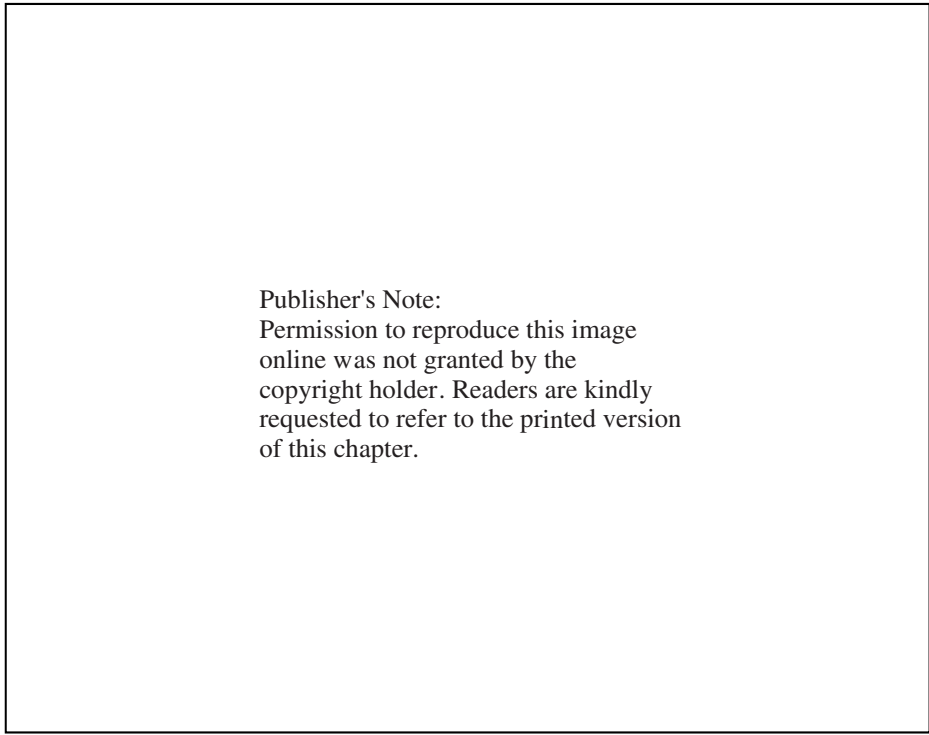 Publisher's Note:
Permission to reproduce this image
online was not granted by the
copyright holder. Readers are kindly
requested to refer to the printed version
of this chapter.